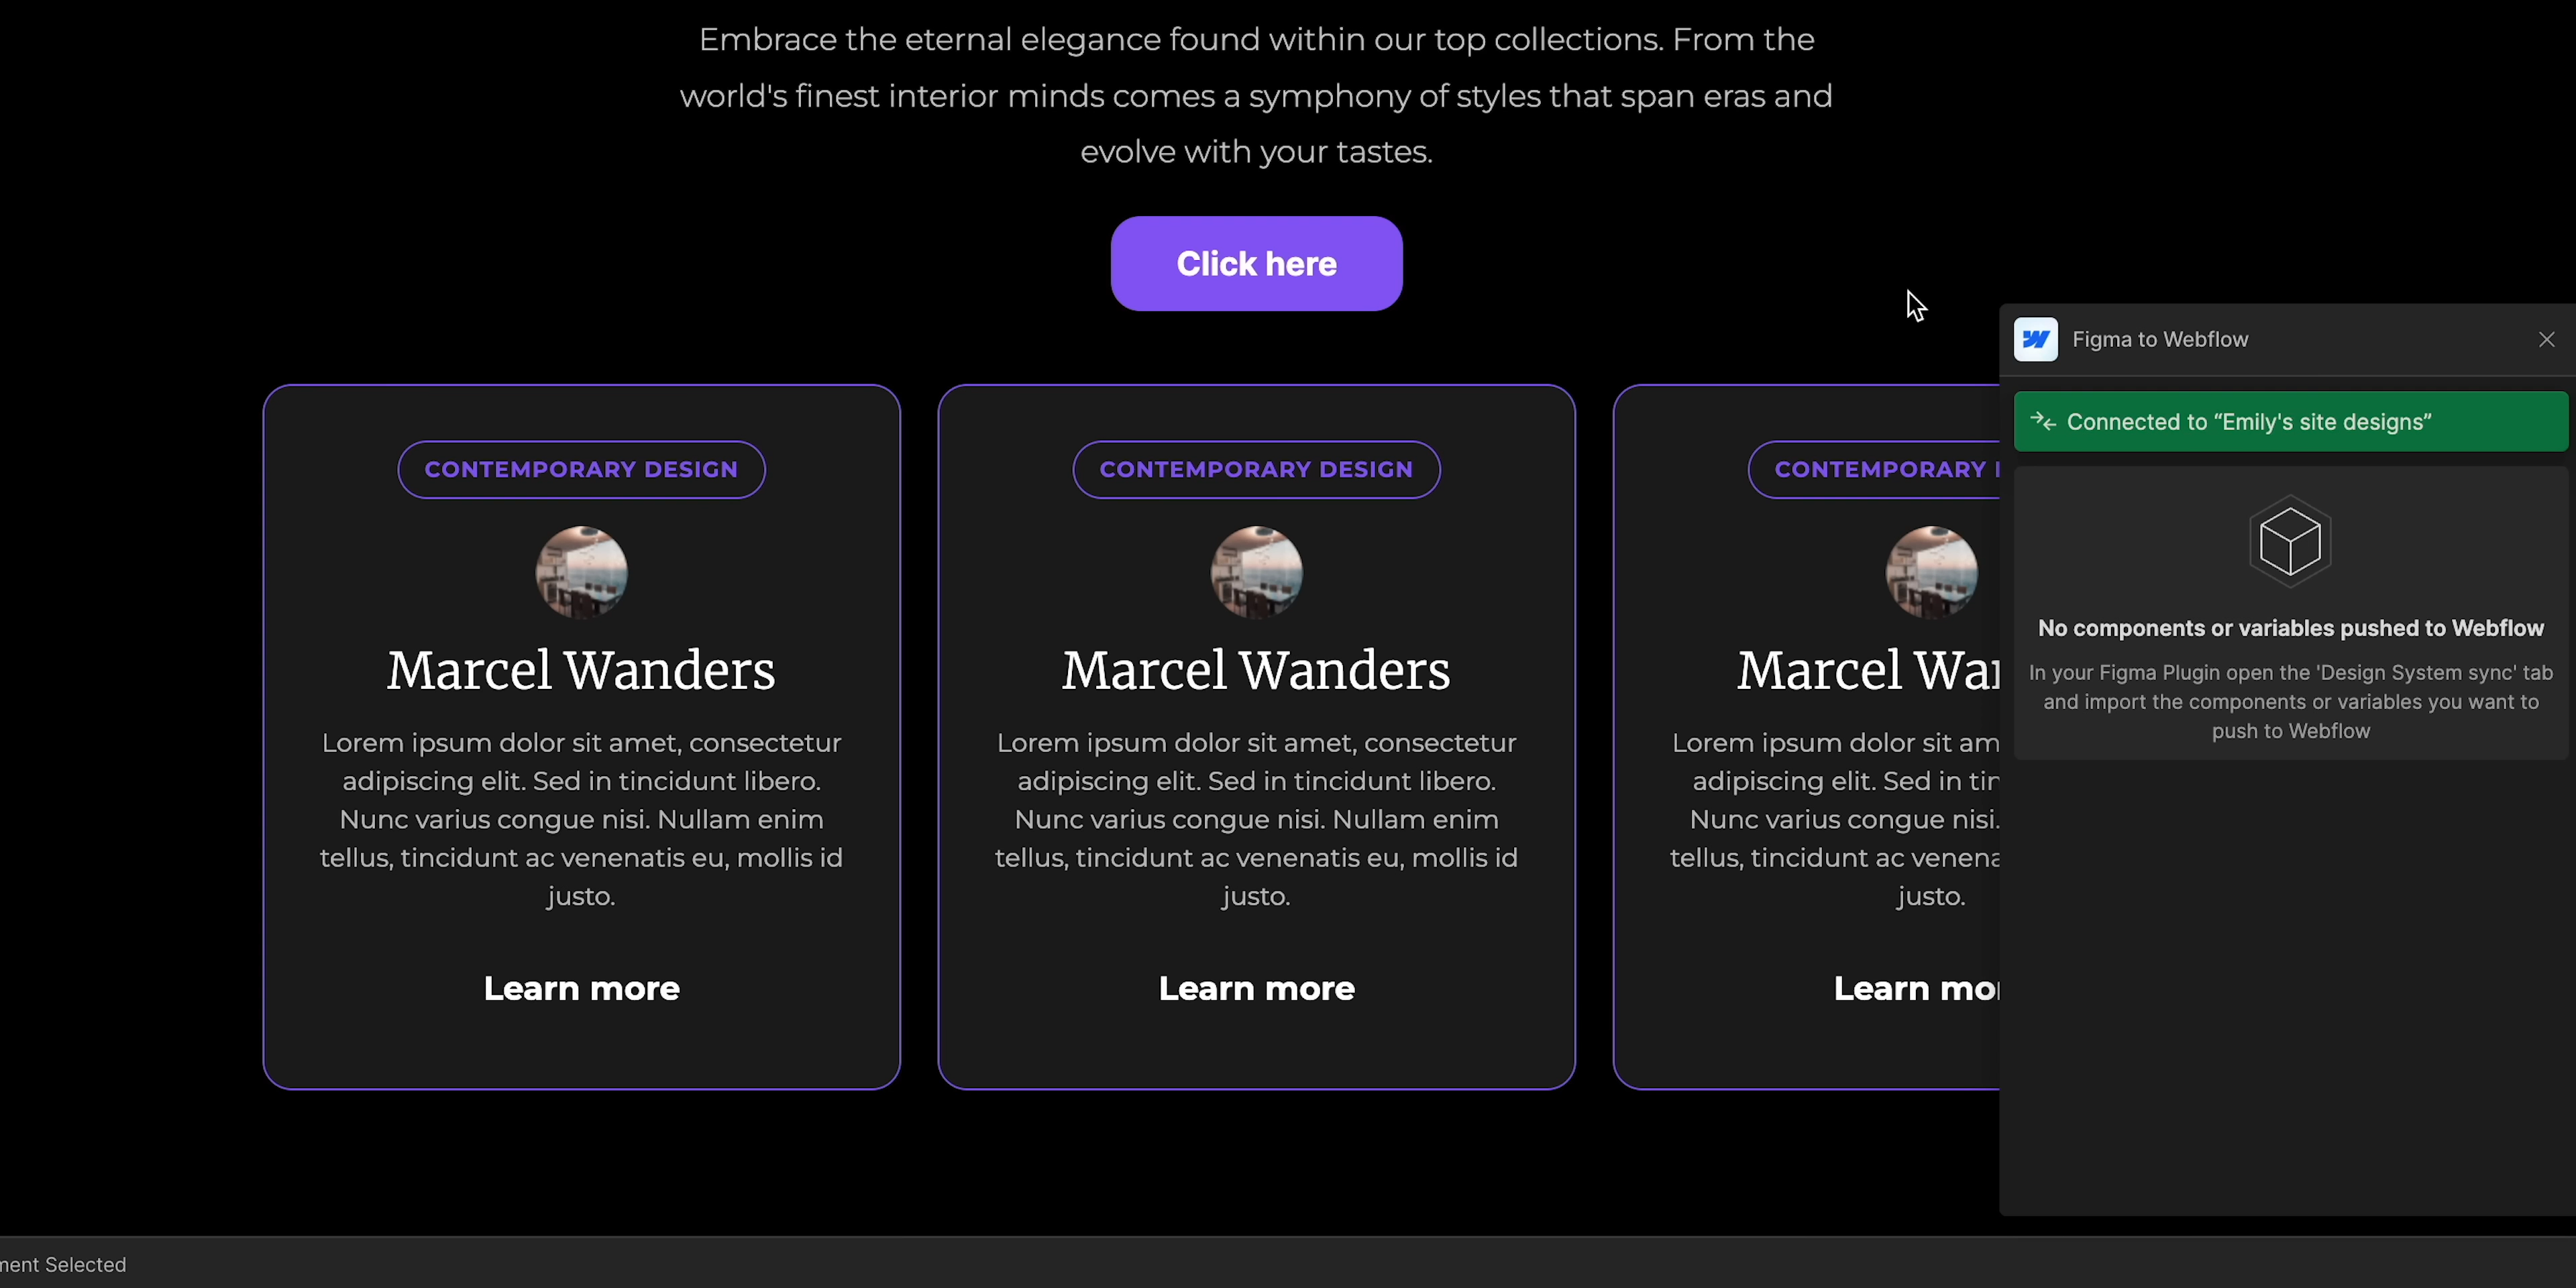 Embrace the eternal elegance found within our top collections. From the
world's finest interior minds comes a symphony of styles that span eras and
evolve with your tastes.
Click here
CONTEMPORARY DESIGN
Marcel Wanders
Lorem ipsum dolor sit amet, consectetur
adipiscing elit. Sed in tincidunt libero.
Nunc varius congue nisi. Nullam enim
tellus, tincidunt ac venenatis eu, mollis id
justo.
Learn more
CONTEMPORARY DESIGN
Marcel Wanders
Lorem ipsum dolor sit amet, consectetur
adipiscing elit. Sed in tincidunt libero.
Nunc varius congue nisi. Nullam enim
tellus, tincidunt ac venenatis eu, mollis id
justo.
Learn more
CONTEMPORARY
Marcel
Lorem ipsum dolor sit
adipiscing elit. Sed in
Nunc varius congue nisi.
tellus, tincidunt ac
justo.
Learn
Figma to Webflow
Connected to “Emily's site designs”
No components or variables pushed to Webflow
In your Figma Plugin open the 'Design System sync' tab
and import the components or variables you want to
push to Webflow
Selected